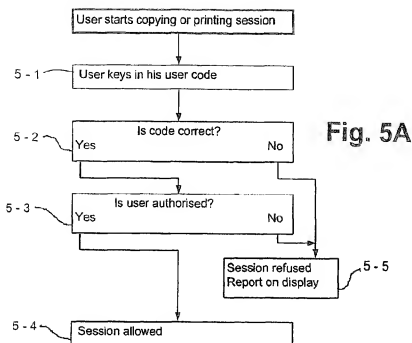 User starts copying or printing session
5 - 1
User keys in his user code
5 - 2
Is code correct?
Yes
No
Fig. 5A
5 - 3
Is user authorised?
Yes
No
Session refused
Report on display
5 - 5
5 - 4
Session allowed